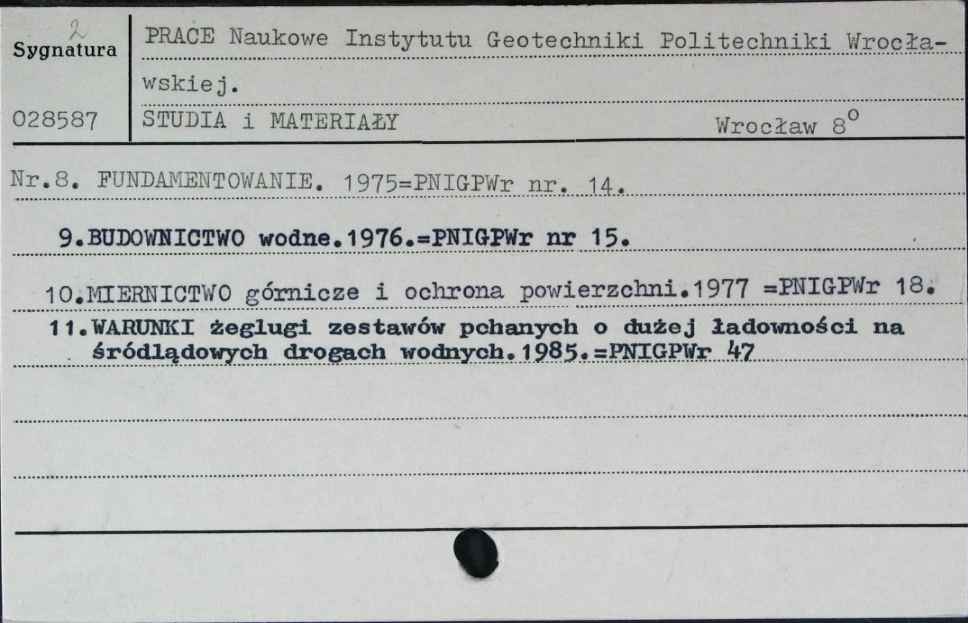 2
Sygnatura
PRACE Naukowe Instytutu Geotechniki Politechniki Wrocła-
wskiej.
028587
STUDIA i MATERIAŁY
Wrocław 8°
Nr.8. FUNDAMENTOWANIE. 1975=PNIGPWr nr. 14.
9.BUDOWNICTWO wodne.1976.=PNIGPWr nr 15.
10.MIERNICTWO górnicze i ochrona powierzchni.1977 =PNIGPWr 18.
11.WARUNKI żeglugi zestawów pchanych o dużej ładowności na
śródlądowych drogach wodnych.1985.=PNIGPWr 47